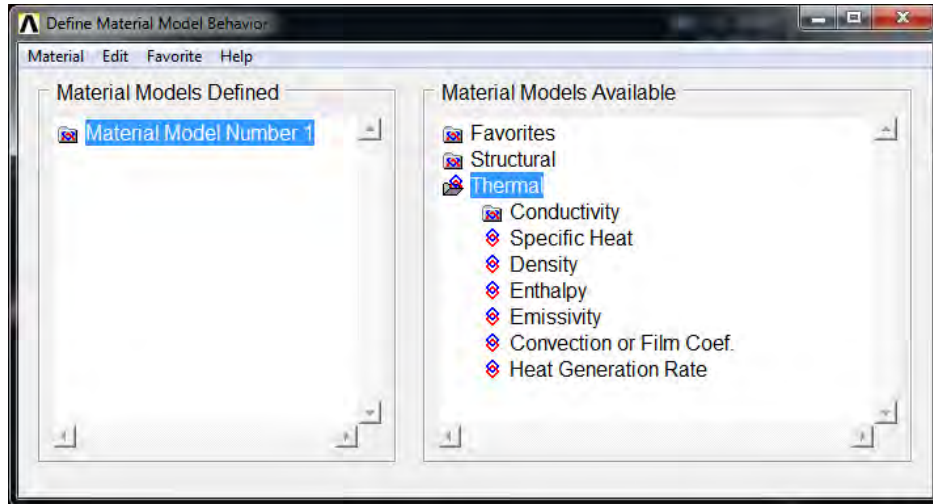 Define Material Model Behavior
Material Edit Favorite Help
Material Models Defined
Material Model Number 1
Material Models Available
Favorites
Structural
Thermal
Conductivity
Specific Heat
Density
Enthalpy
Emissivity
Convection or Film Coef.
Heat Generation Rate